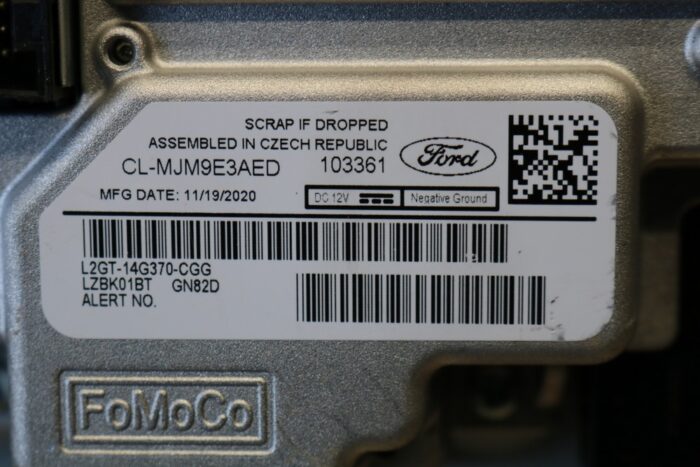 SCRAP IF DROPPED
ASSEMBLED IN CZECH REPUBLIC
CL-MJM9E3AED 103361
Ford
MFG DATE: 11/19/2020
DC 12V
Negative Ground
L2GT-14G370-CGG
LZBK01BT GN82D
ALERT NO.
FoMoCo